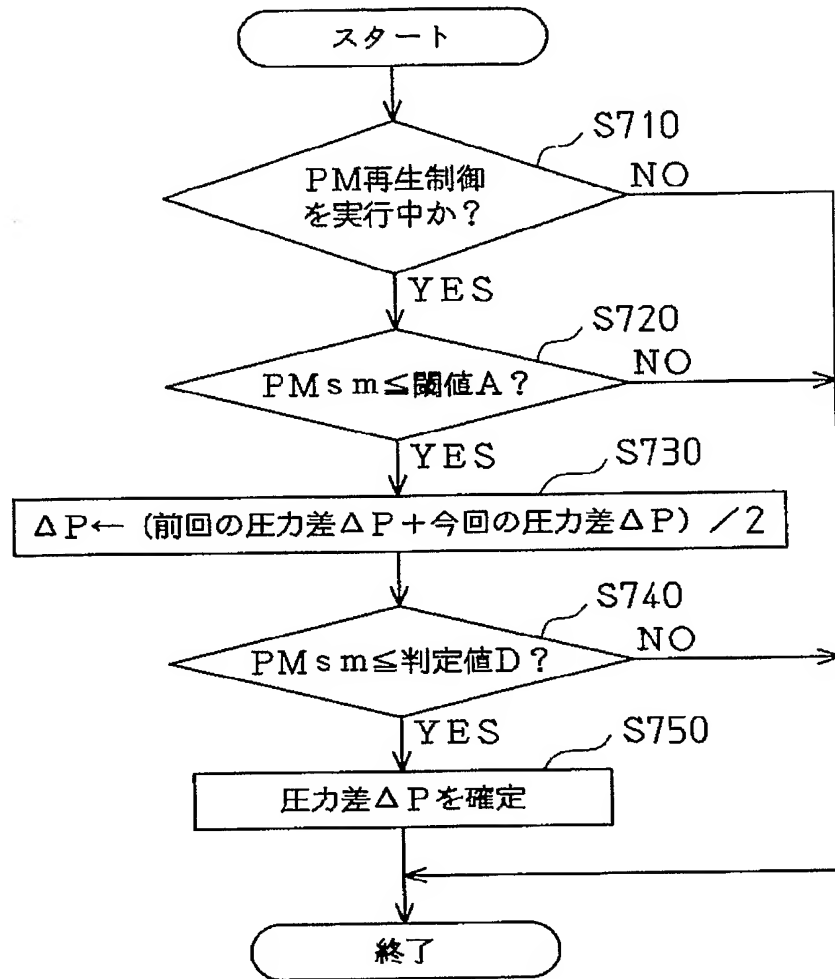 スタート
S710
PM再生制御
を実行中か？
NO
YES
S720
PMsm≦閾値A？
NO
YES
S730
ΔP←（前回の圧力差ΔP＋今回の圧力差ΔP）／2
S740
PMsm≦判定値D？
NO
YES
S750
圧力差ΔPを確定
終了